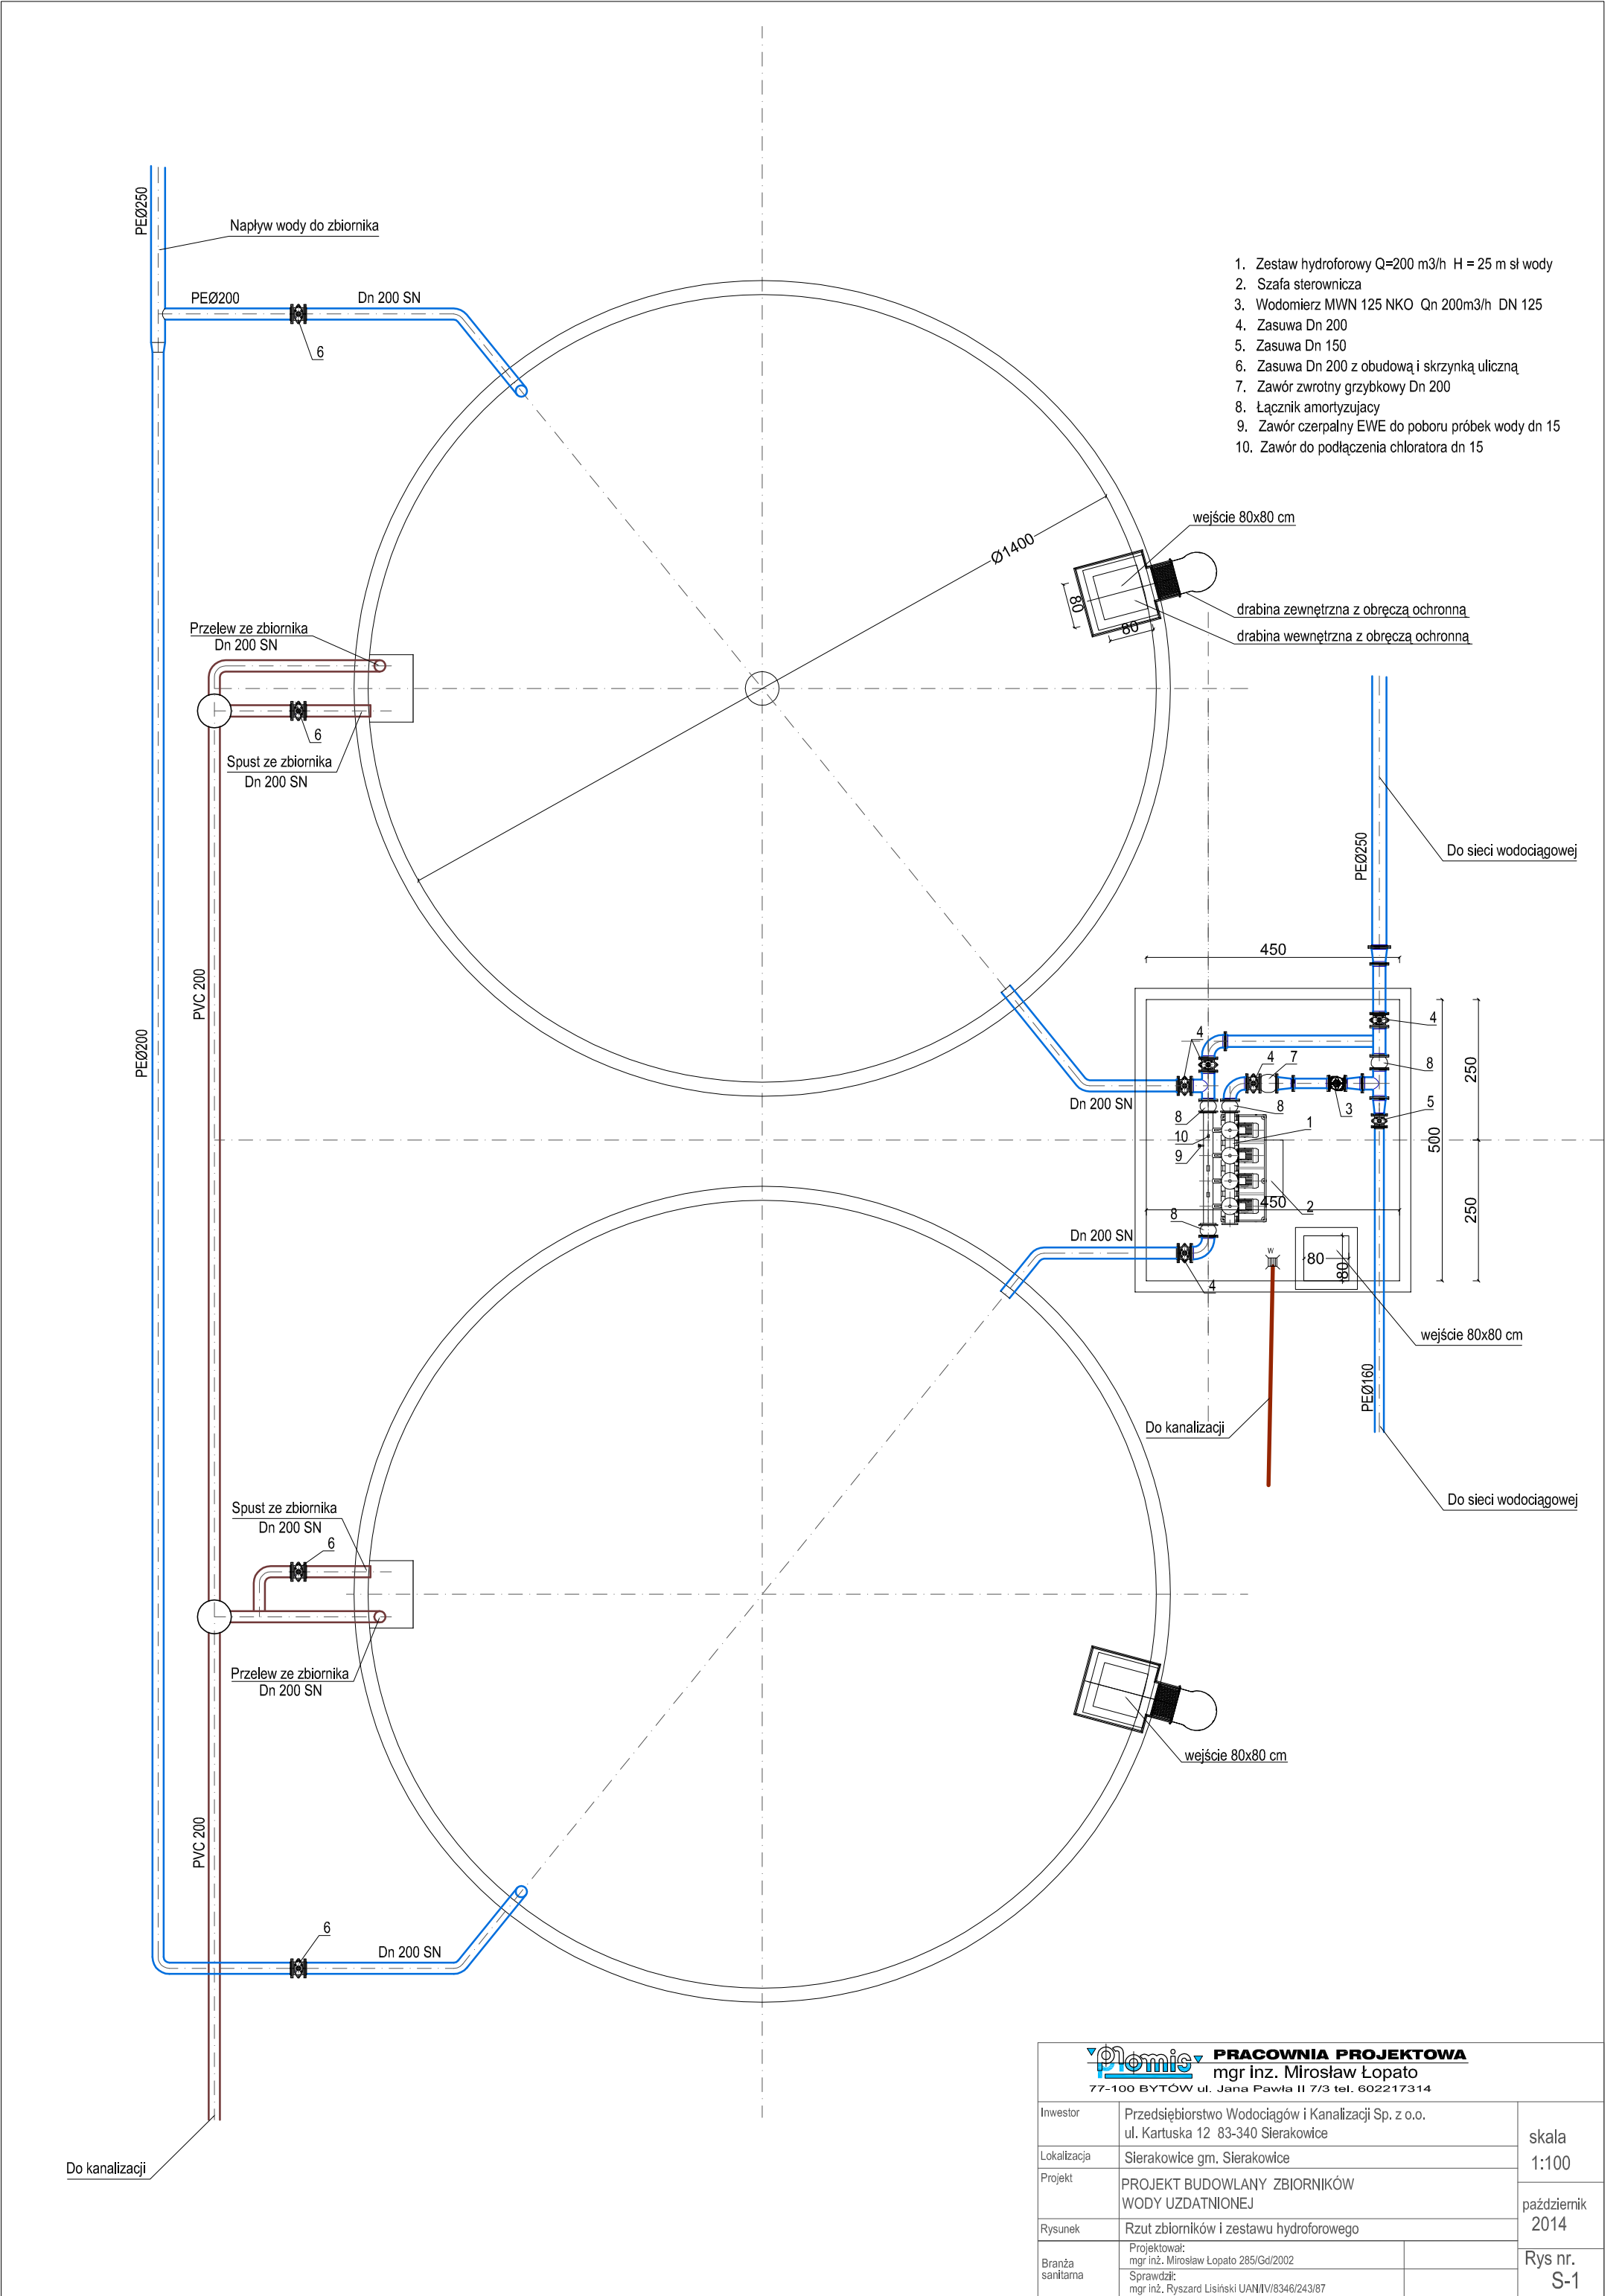 PEØ250
Napływ wody do zbiornika
PEØ200
Dn 200 SN
6
1. Zestaw hydroforowy Q=200 m3/h H = 25 m sł wody
2. Szafa sterownicza
3. Wodomierz MWN 125 NKO Qn 200m3/h DN 125
4. Zasuwa Dn 200
5. Zasuwa Dn 150
6. Zasuwa Dn 200 z obudową i skrzynką uliczną
7. Zawór zwrotny grzybkowy Dn 200
8. Łącznik amortyzujacy
9. Zawór czerpalny EWE do poboru próbek wody dn 15
10. Zawór do podłączenia chloratora dn 15
wejście 80x80 cm
Ø1400
80
80
drabina zewnętrzna z obręczą ochronną
drabina wewnętrzna z obręczą ochronną
Przelew ze zbiornika
Dn 200 SN
6
Spust ze zbiornika
Dn 200 SN
PEØ250
Do sieci wodociągowej
PVC 200
PEØ200
450
4
4
4
7
8
250
Dn 200 SN
8
8
3
5
10
1
9
500
450
2
8
250
Dn 200 SN
W
80
80
4
wejście 80x80 cm
PEØ160
Do kanalizacji
Do sieci wodociągowej
Spust ze zbiornika
Dn 200 SN
6
Przelew ze zbiornika
Dn 200 SN
wejście 80x80 cm
PVC 200
6
Dn 200 SN
Do kanalizacji
promis PRACOWNIA PROJEKTOWA
mgr inż. Mirosław Łopato
77-100 BYTÓW ul. Jana Pawła II 7/3 tel. 602217314
Inwestor
Przedsiębiorstwo Wodociągów i Kanalizacji Sp. z o.o.
ul. Kartuska 12 83-340 Sierakowice
skala
1:100
Lokalizacja
Sierakowice gm. Sierakowice
Projekt
PROJEKT BUDOWLANY ZBIORNIKÓW
WODY UZDATNIONEJ
październik
2014
Rysunek
Rzut zbiorników i zestawu hydroforowego
Branża
sanitarna
Projektował:
mgr inż. Mirosław Łopato 285/Gd/2002
Sprawdził:
mgr inż. Ryszard Lisiński UAN/IV/8346/243/87
Rys nr.
S-1